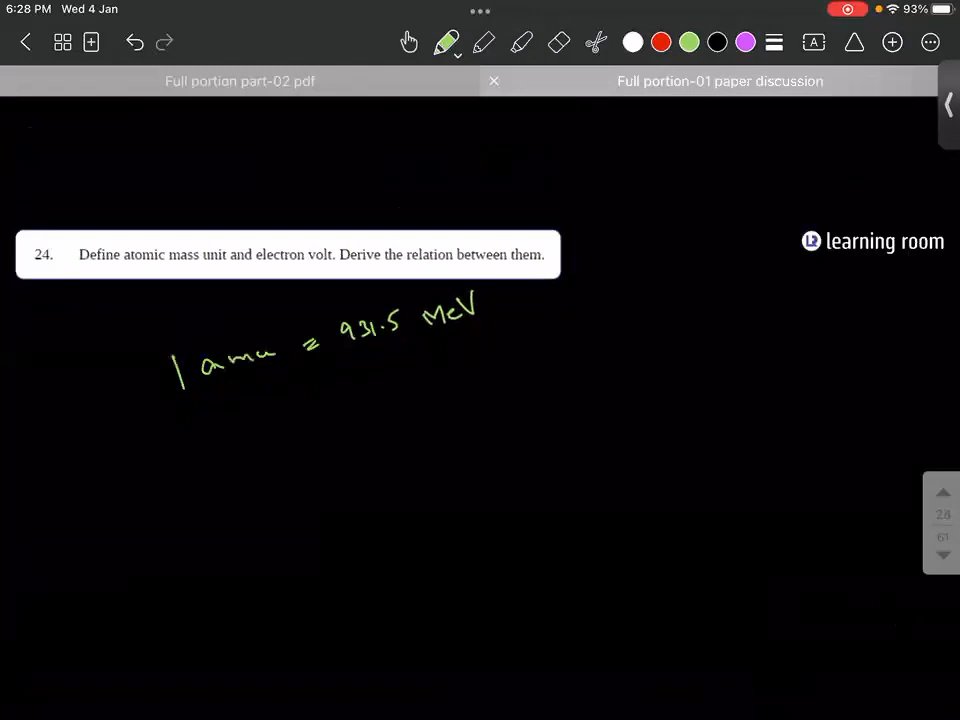 6:28 PM Wed 4 Jan
93%
A
Full portion part-02 pdf
Full portion-01 paper discussion
24. Define atomic mass unit and electron volt. Derive the relation between them.
LR learning room
1 amu = 931.5 MeV
28
61